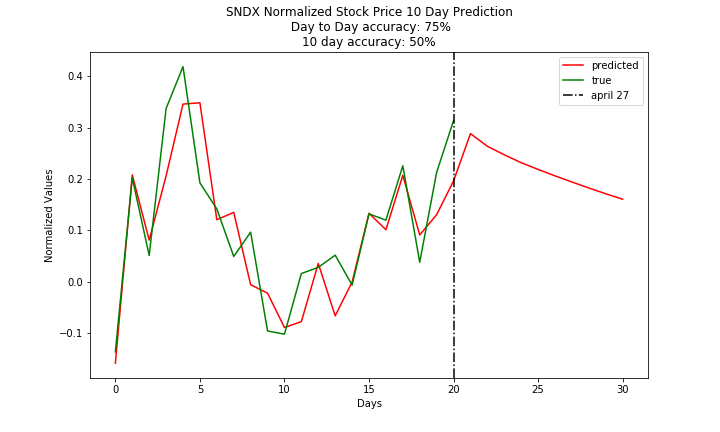 SNDX Normalized Stock Price 10 Day Prediction
Day to Day accuracy: 75%
10 day accuracy: 50%
predicted
true
april 27
0.4
0.3
0.2
0.1
0.0
−0.1
Normalized Values
0 5 10 15 20 25 30
Days